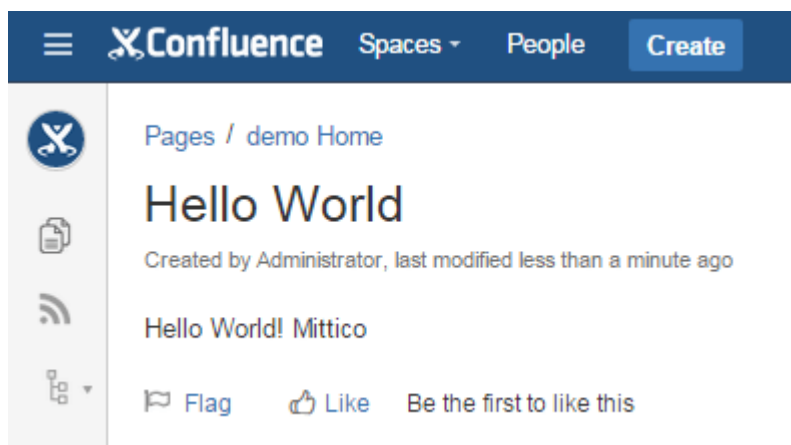 Confluence Spaces People Create
Pages / demo Home
Hello World
Created by Administrator, last modified less than a minute ago
Hello World! Mittico
Flag Like Be the first to like this